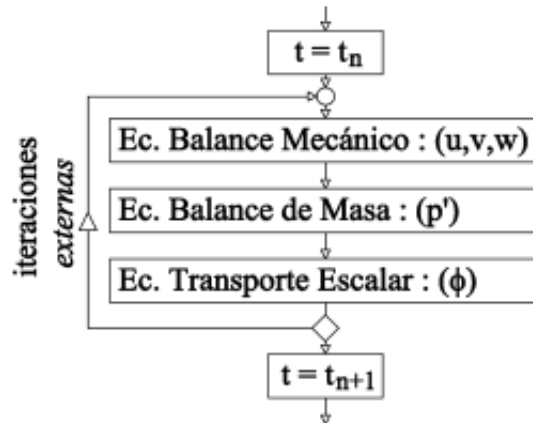 t = tn
Ec. Balance Mecánico : (u,v,w)
Ec. Balance de Masa : (p')
Ec. Transporte Escalar : (ϕ)
t = tn+1
iteraciones
externas